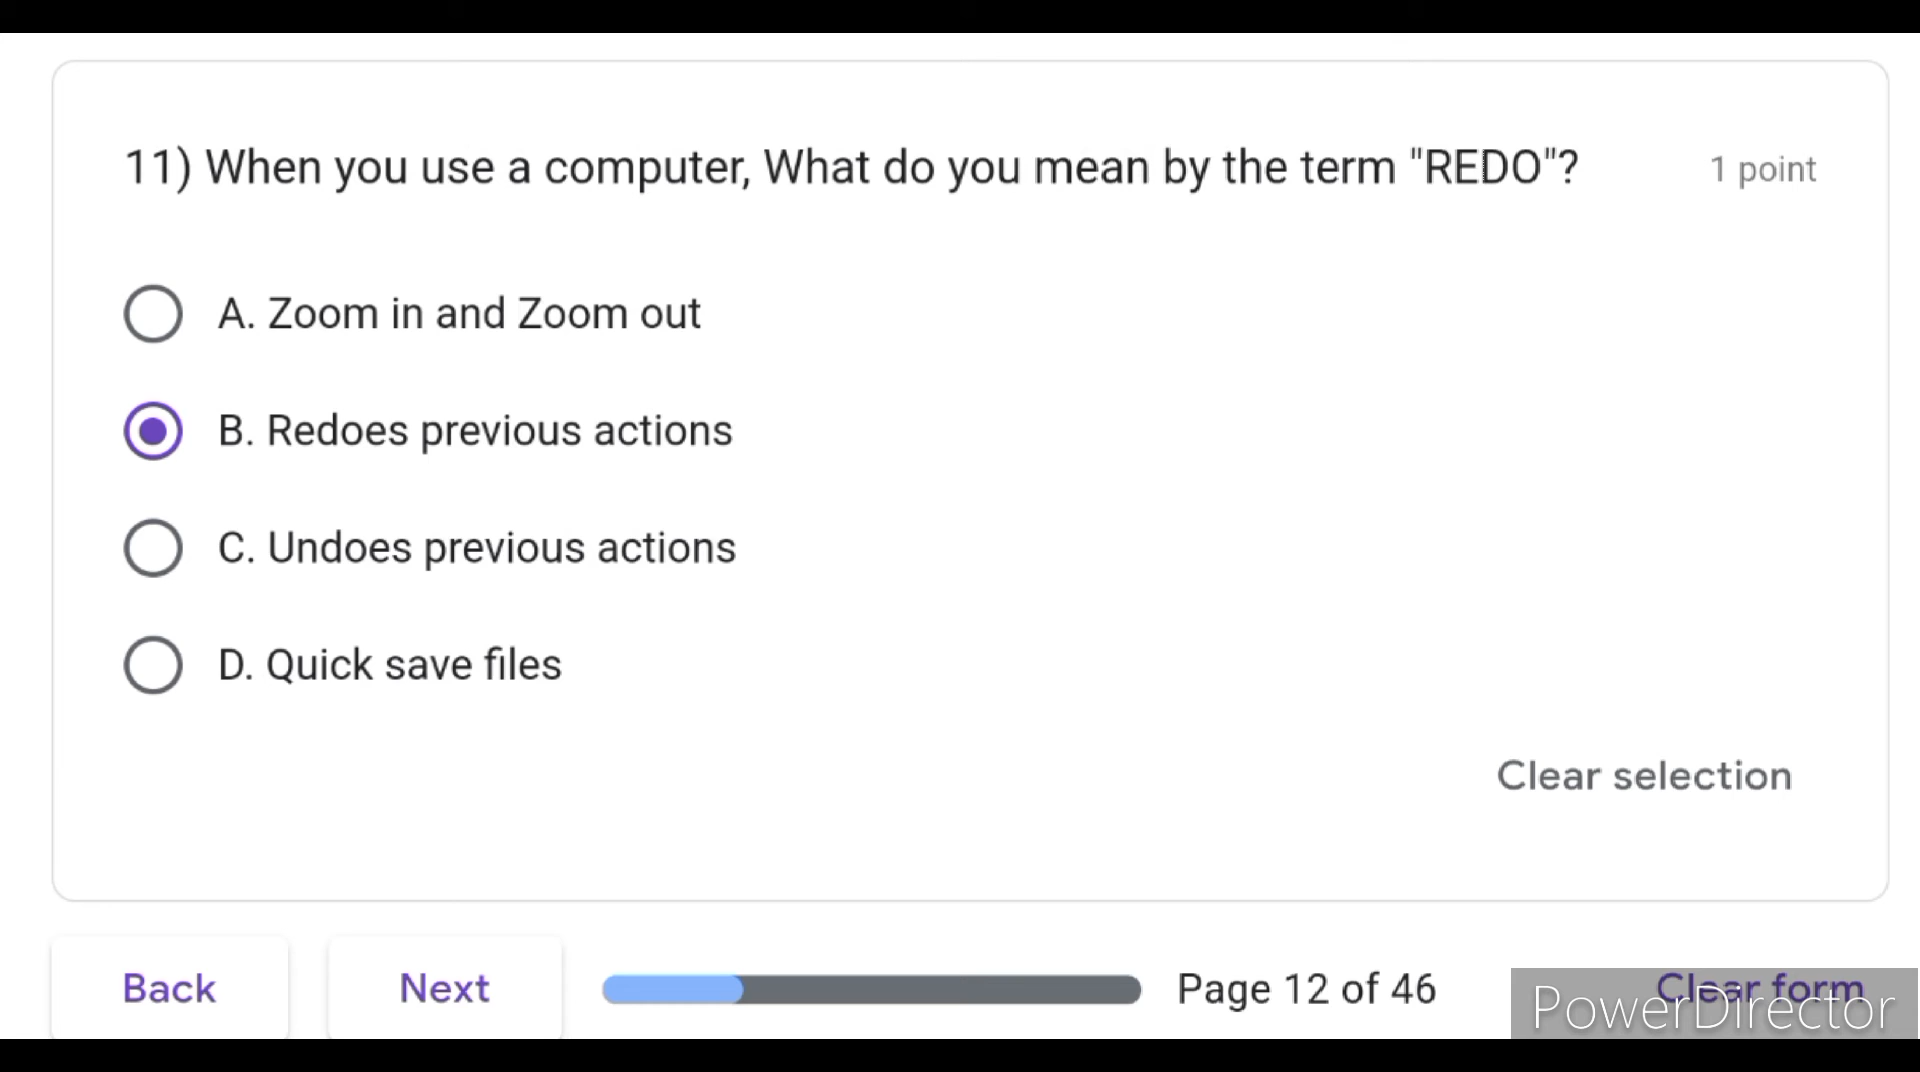 11) When you use a computer, What do you mean by the term "REDO"? 1 point
A. Zoom in and Zoom out
B. Redoes previous actions
C. Undoes previous actions
D. Quick save files
Clear selection
Back Next Page 12 of 46 Clear form
PowerDirector